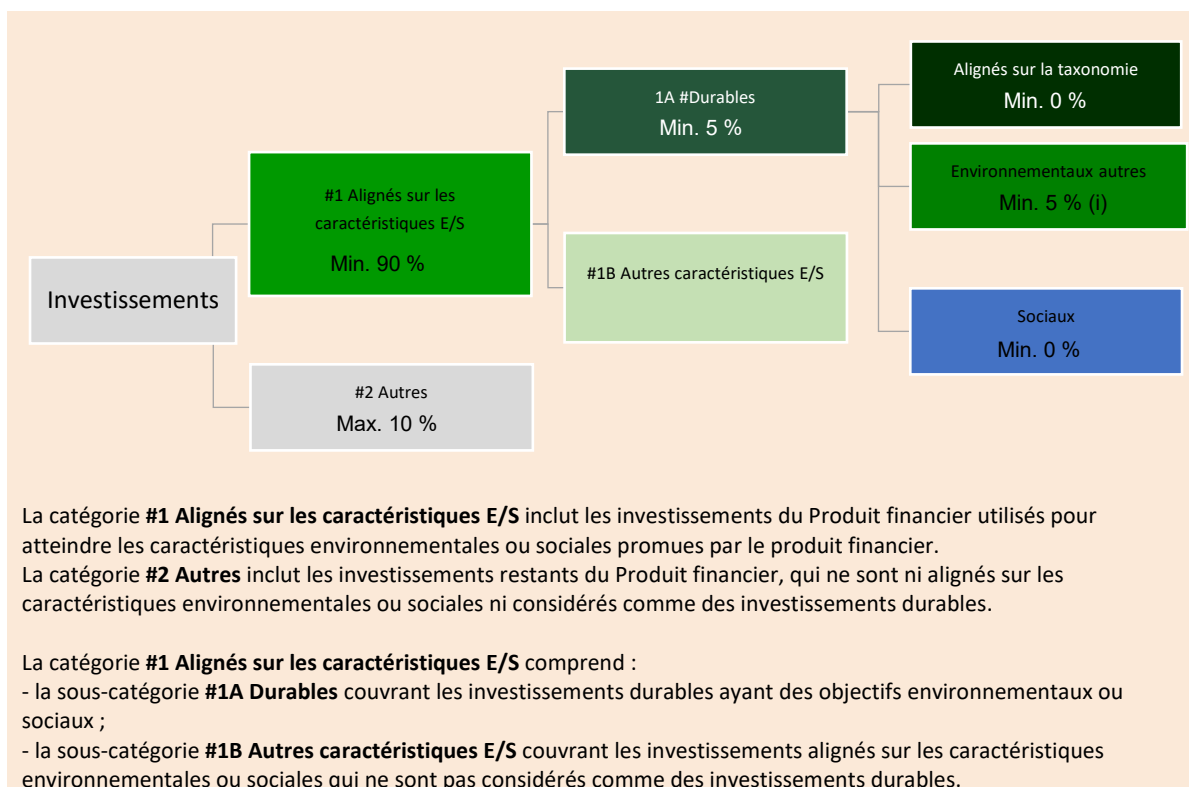 Investissements
#1 Alignés sur les
caractéristiques E/S
Min. 90 %
#2 Autres
Max. 10 %
1A #Durables
Min. 5 %
#1B Autres caractéristiques E/S
Alignés sur la taxonomie
Min. 0 %
Environnementaux autres
Min. 5 % (i)
Sociaux
Min. 0 %
La catégorie #1 Alignés sur les caractéristiques E/S inclut les investissements du Produit financier utilisés pour
atteindre les caractéristiques environnementales ou sociales promues par le produit financier.
La catégorie #2 Autres inclut les investissements restants du Produit financier, qui ne sont ni alignés sur les
caractéristiques environnementales ou sociales ni considérés comme des investissements durables.
La catégorie #1 Alignés sur les caractéristiques E/S comprend :
- la sous-catégorie #1A Durables couvrant les investissements durables ayant des objectifs environnementaux ou
sociaux ;
- la sous-catégorie #1B Autres caractéristiques E/S couvrant les investissements alignés sur les caractéristiques
environnementales ou sociales qui ne sont pas considérés comme des investissements durables.